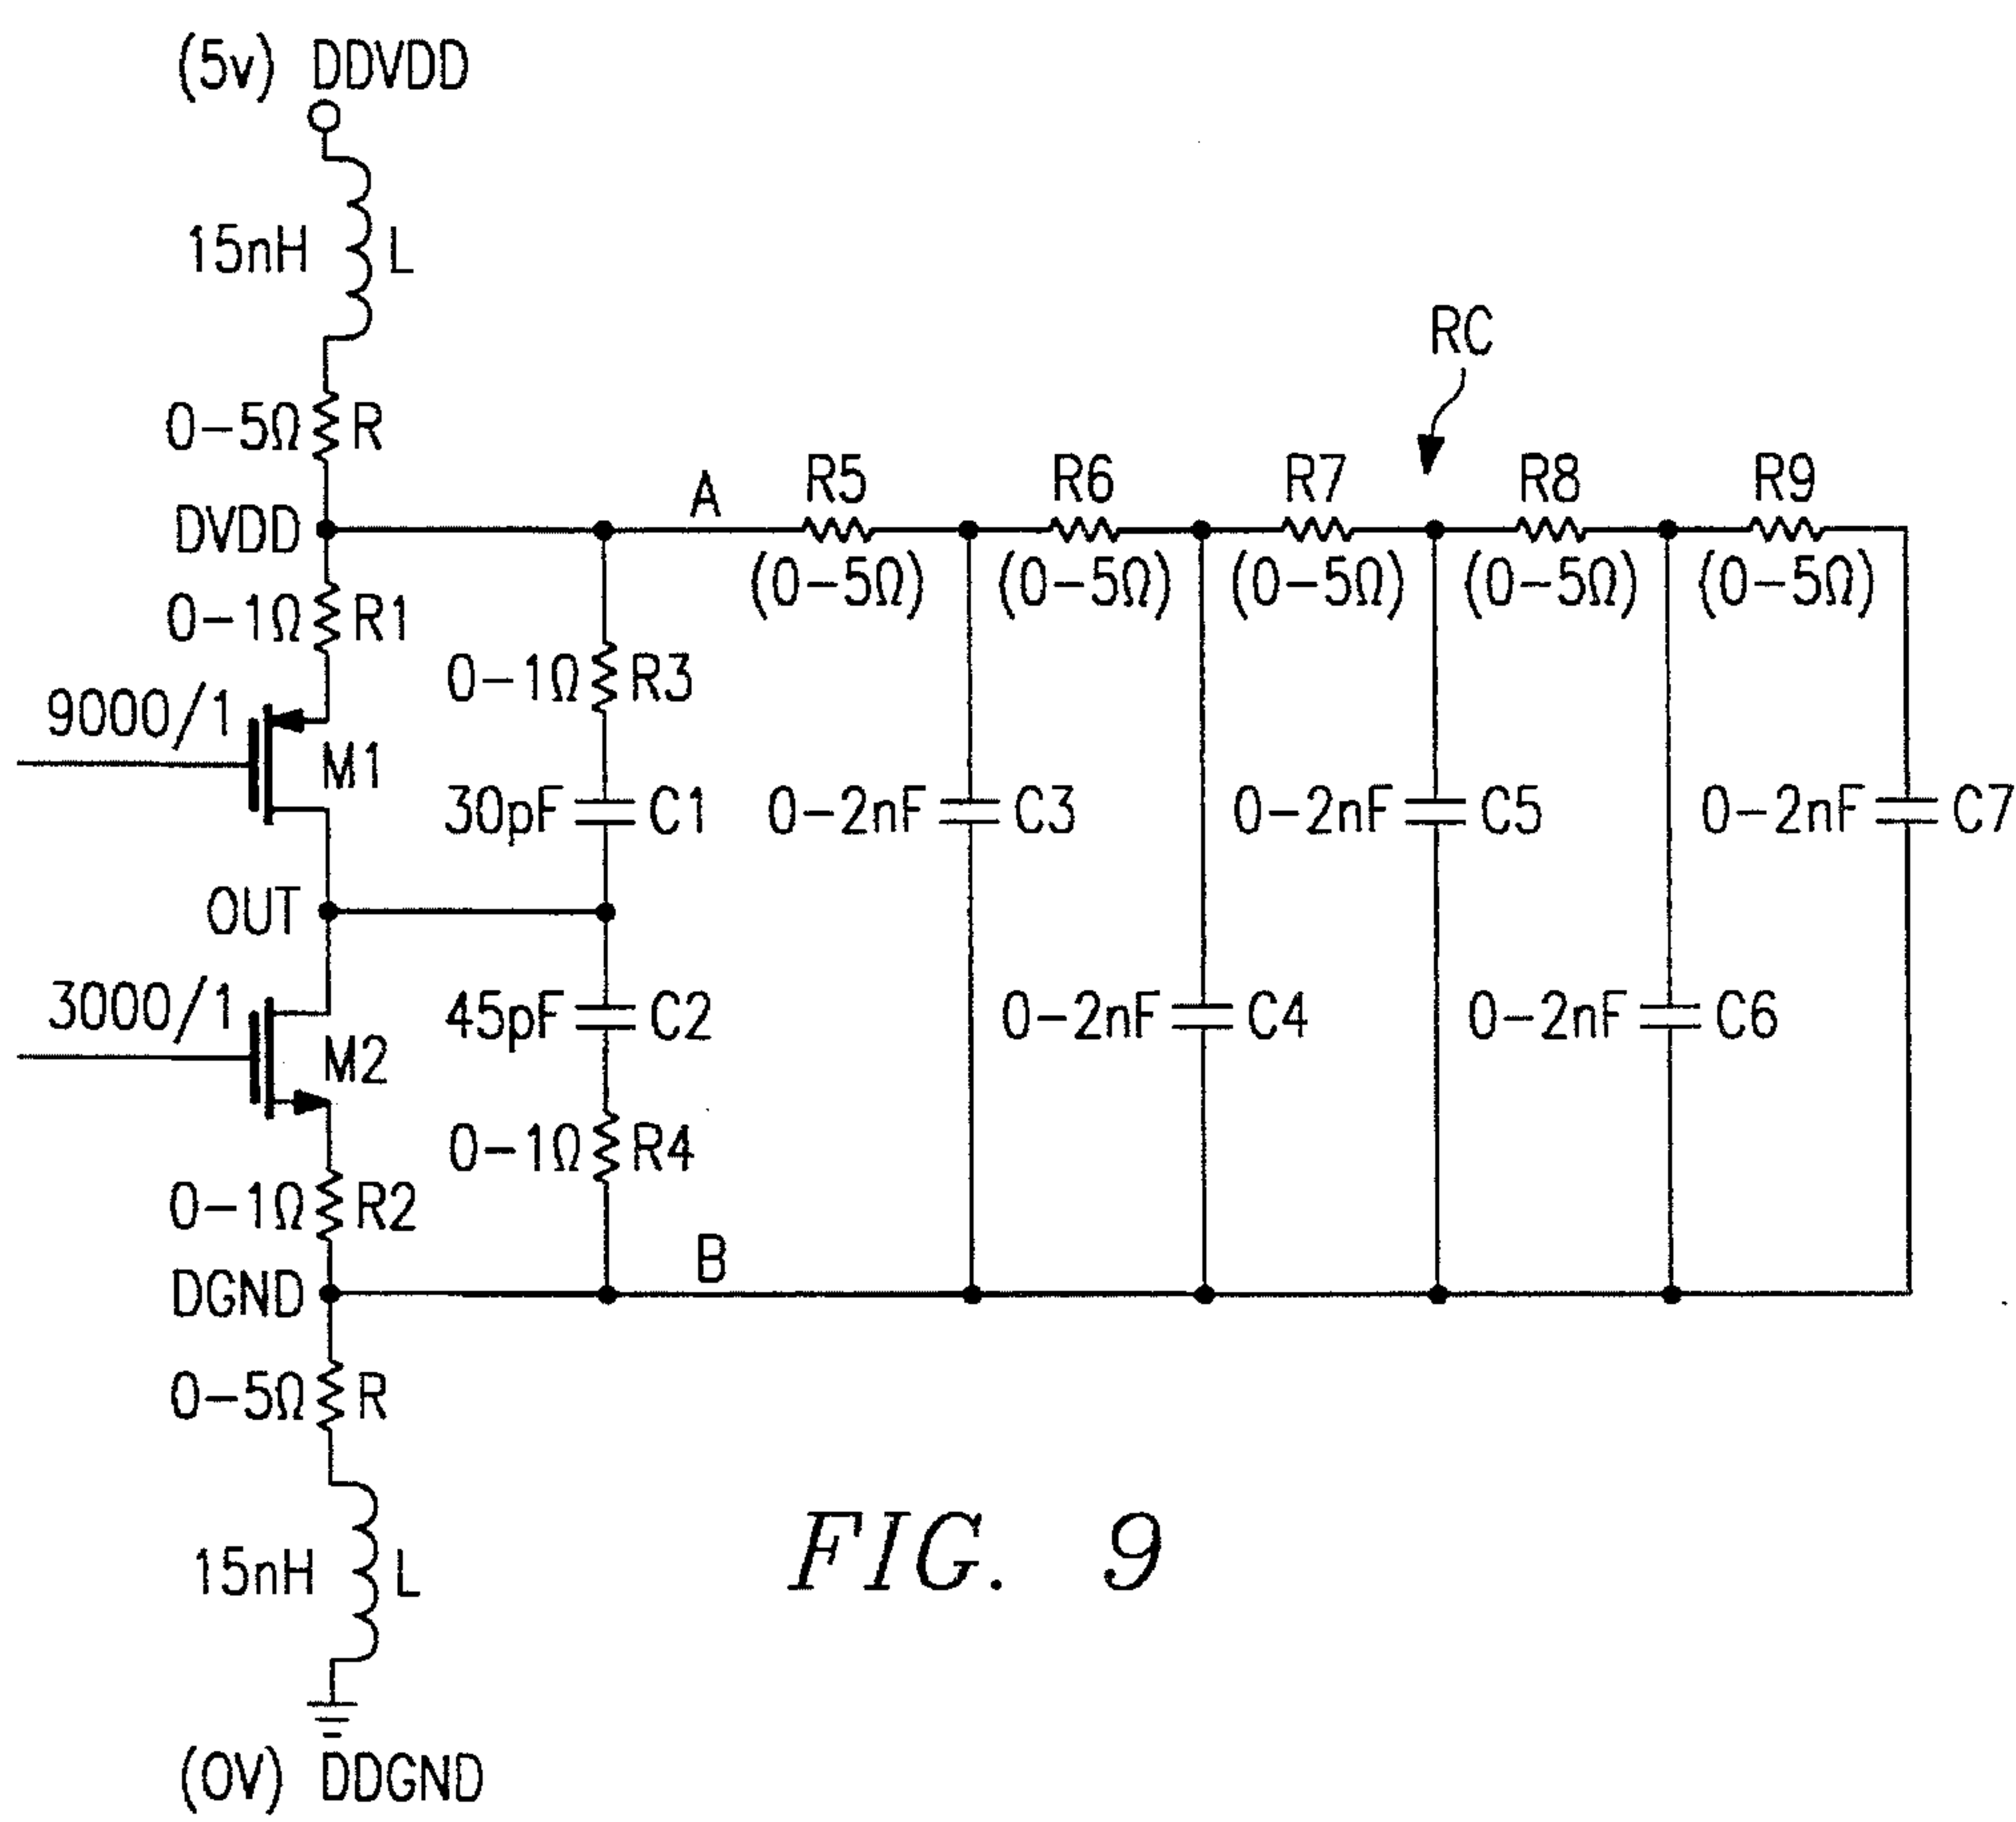 (5v) DDVDD
15nH L
RC
0-5Ω R
A R5 R6 R7 R8 R9
DVDD
(0-5Ω) (0-5Ω) (0-5Ω) (0-5Ω) (0-5Ω)
0-1Ω R1
0-1Ω R3
9000/1
M1
30pF C1 0-2nF C3 0-2nF C5 0-2nF C7
OUT
3000/1
45pF C2 0-2nF C4 0-2nF C6
M2
0-1Ω R4
0-1Ω R2
B
DGND
0-5Ω R
15nH L
FIG. 9
(0V) DDGND